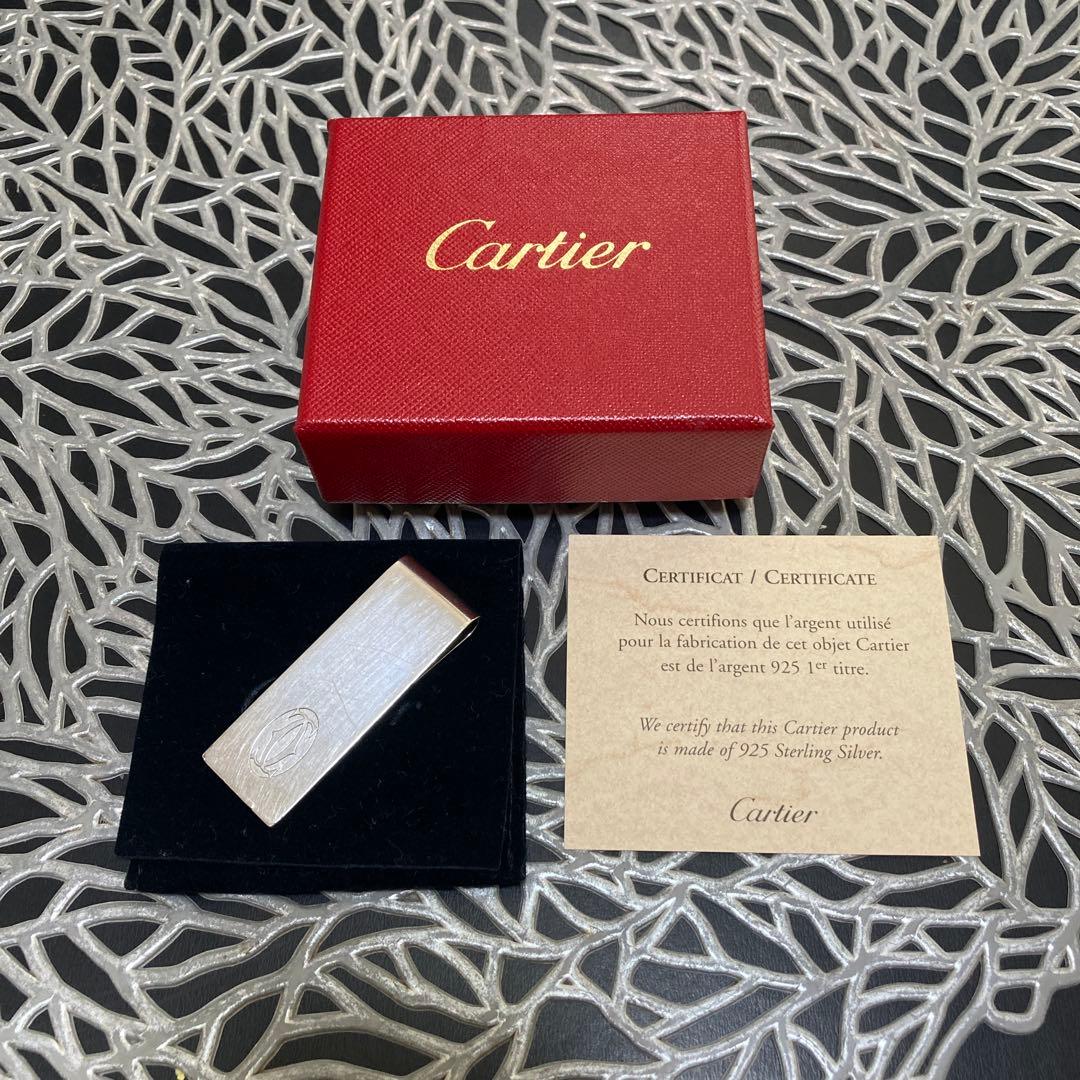 Cartier
CERTIFICAT / CERTIFICATE
Nous certifions que l'argent utilisé
pour la fabrication de cet objet Cartier
est de l'argent 925 1er titre.
We certify that this Cartier product
is made of 925 Sterling Silver.
Cartier